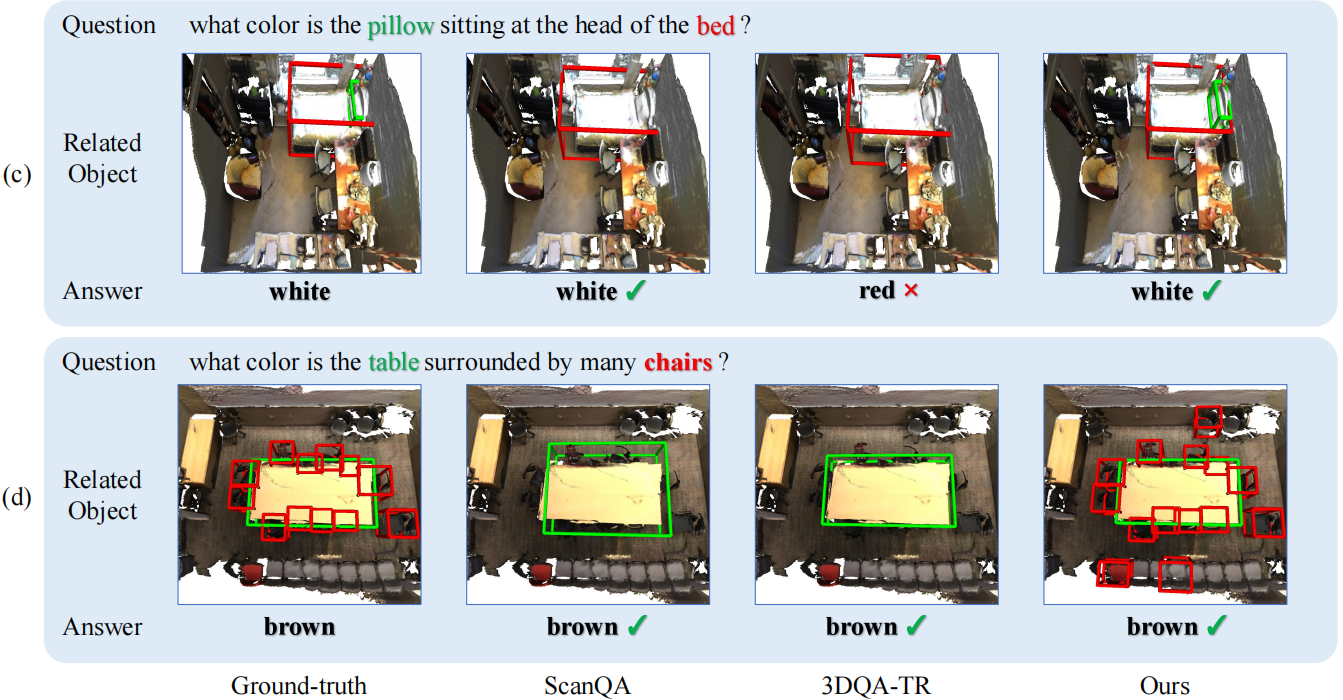 Question what color is the pillow sitting at the head of the bed ?
(c)
Related
Object
Answer white white ✓ red × white ✓
Question what color is the table surrounded by many chairs ?
(d)
Related
Object
Answer brown brown ✓ brown ✓ brown ✓
Ground-truth ScanQA 3DQA-TR Ours